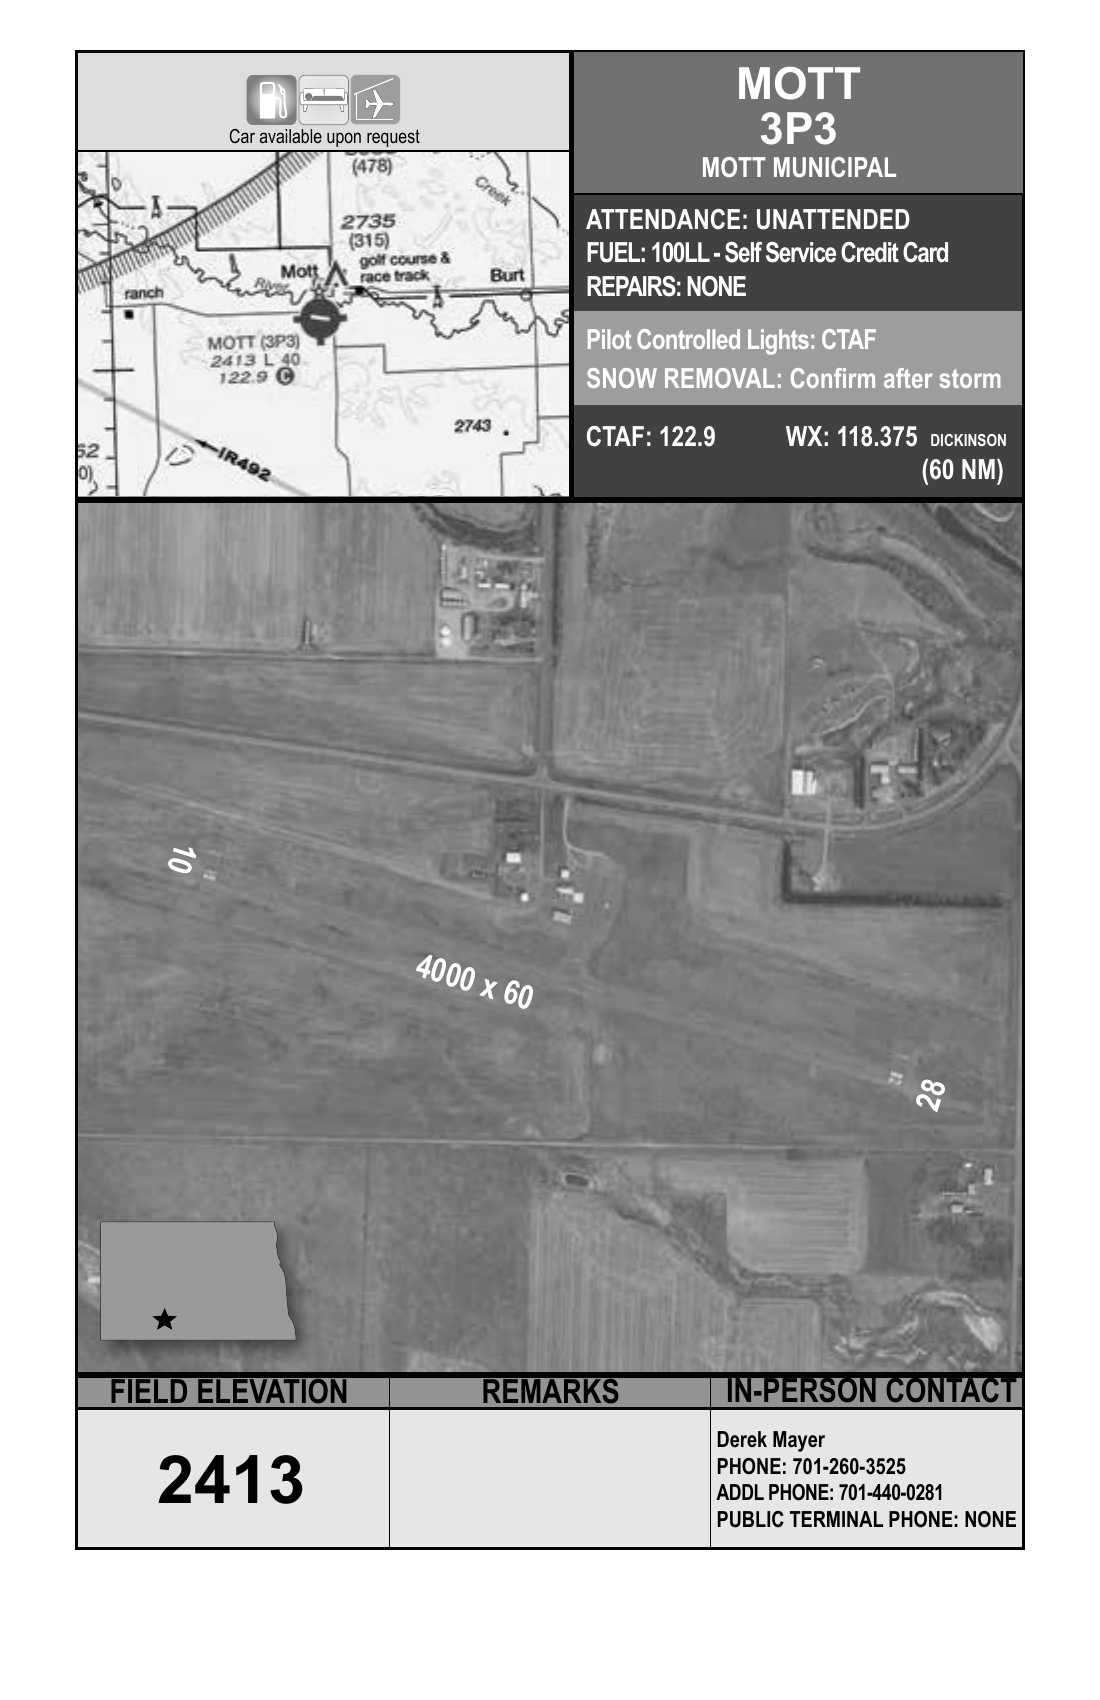 Car available upon request
MOTT
3P3
MOTT MUNICIPAL
ATTENDANCE: UNATTENDED
FUEL: 100LL - Self Service Credit Card
REPAIRS: NONE
Pilot Controlled Lights: CTAF
SNOW REMOVAL: Confirm after storm
CTAF: 122.9 WX: 118.375 DICKINSON
(60 NM)
(478)
Creek
2735
(315)
golf course &
race track
Mott
River
Burt
ranch
MOTT (3P3)
2413 L 40
122.9 C
2743
IR492
10
4000 x 60
28
FIELD ELEVATION
REMARKS
IN-PERSON CONTACT
2413
Derek Mayer
PHONE: 701-260-3525
ADDL PHONE: 701-440-0281
PUBLIC TERMINAL PHONE: NONE